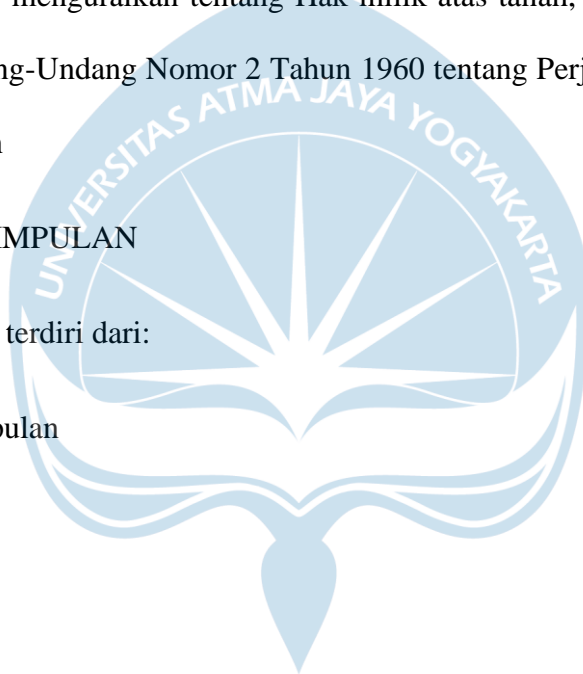 menguraikan tentang Hak milik atas tanah,
ng-Undang Nomor 2 Tahun 1960 tentang Perj
IMPULAN
terdiri dari:
pulan
UNIVERSITAS ATMA JAYA YOGYAKARTA